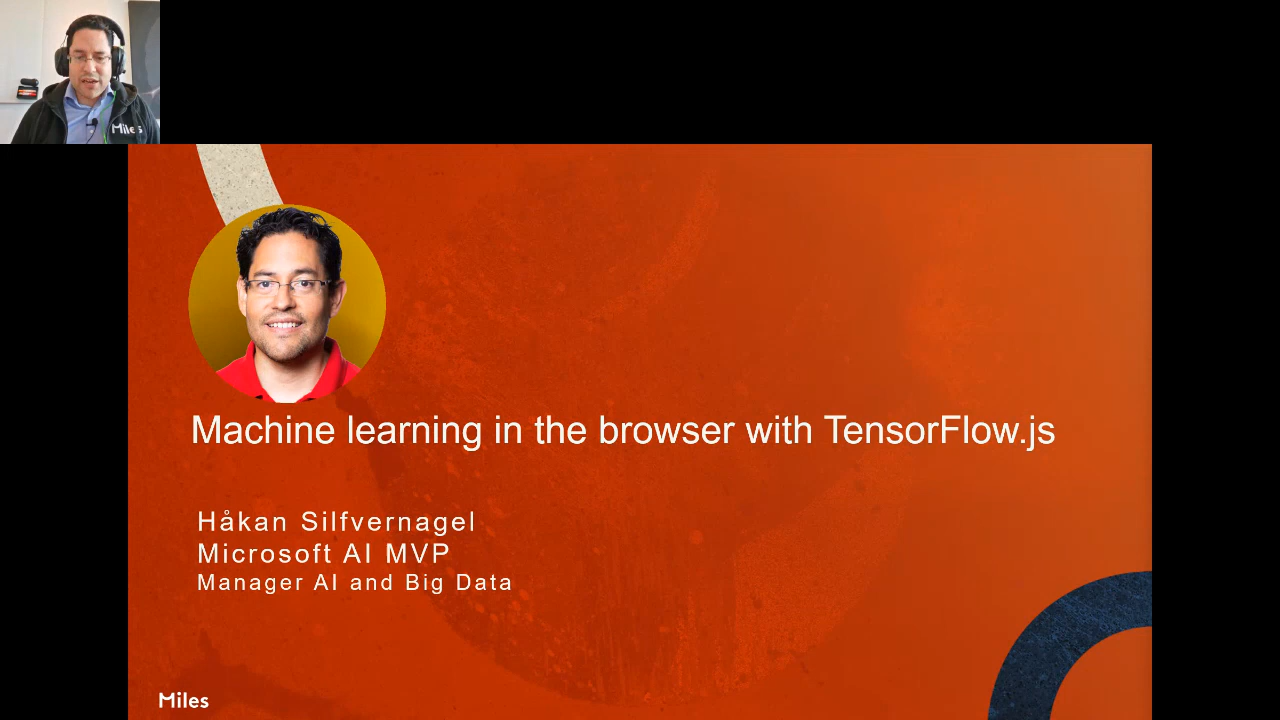 Miles
Machine learning in the browser with TensorFlow.js
Håkan Silfvernagel
Microsoft AI MVP
Manager AI and Big Data
Miles